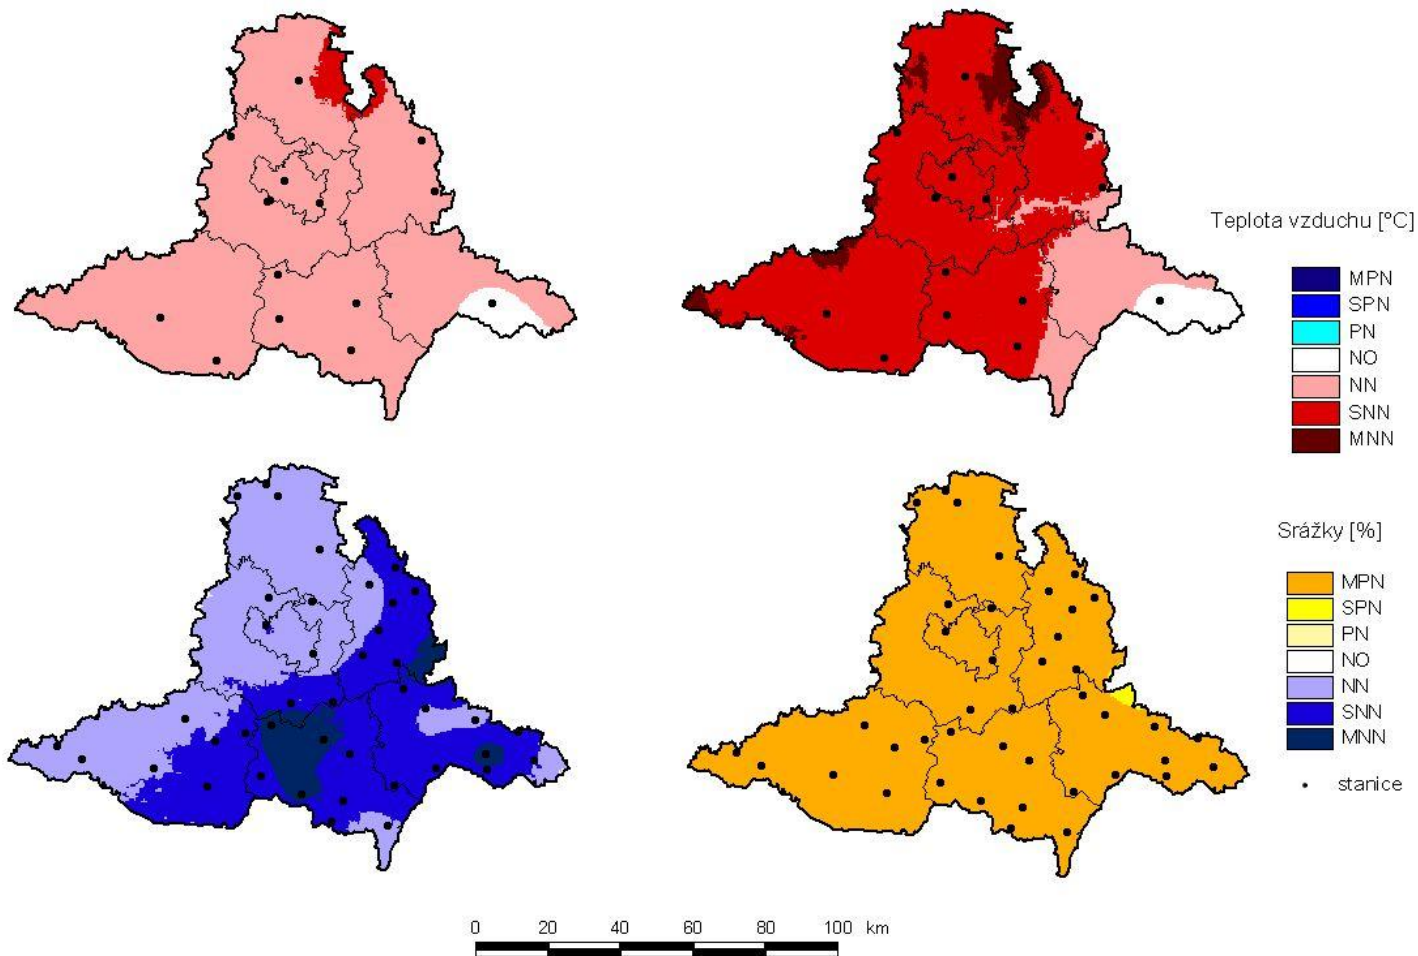 Teplota vzduchu [°C]
MPN
SPN
PN
NO
NN
SNN
MNN
Srážky [%]
MPN
SPN
PN
NO
NN
SNN
MNN
stanice
0 20 40 60 80 100 km